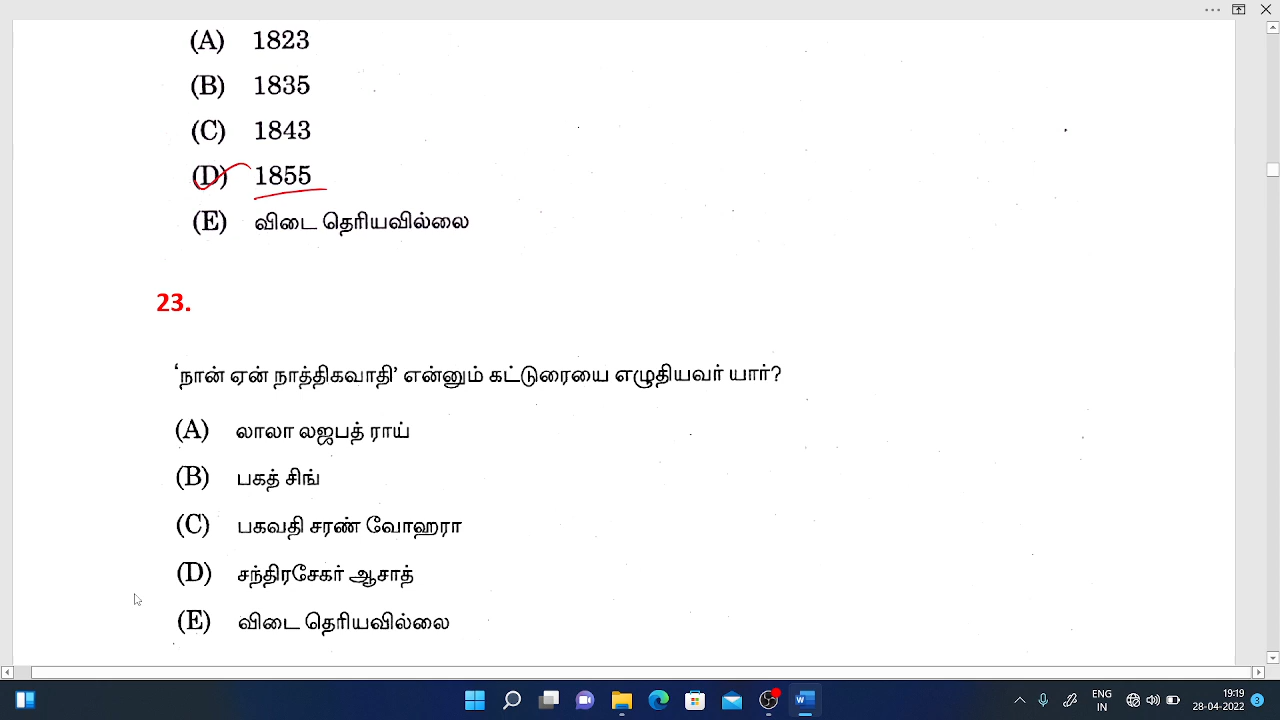 (A) 1823
(B) 1835
(C) 1843
(D) 1855
(E) விடை தெரியவில்லை
23.
‘நான் ஏன் நாத்திகவாதி’ என்னும் கட்டுரையை எழுதியவர் யார்?
(A) லாலா லஜபத் ராய்
(B) பகத் சிங்
(C) பகவதி சரண் வோஹரா
(D) சந்திரசேகர் ஆசாத்
(E) விடை தெரியவில்லை
ENG
IN
19:19
28-04-2022
3